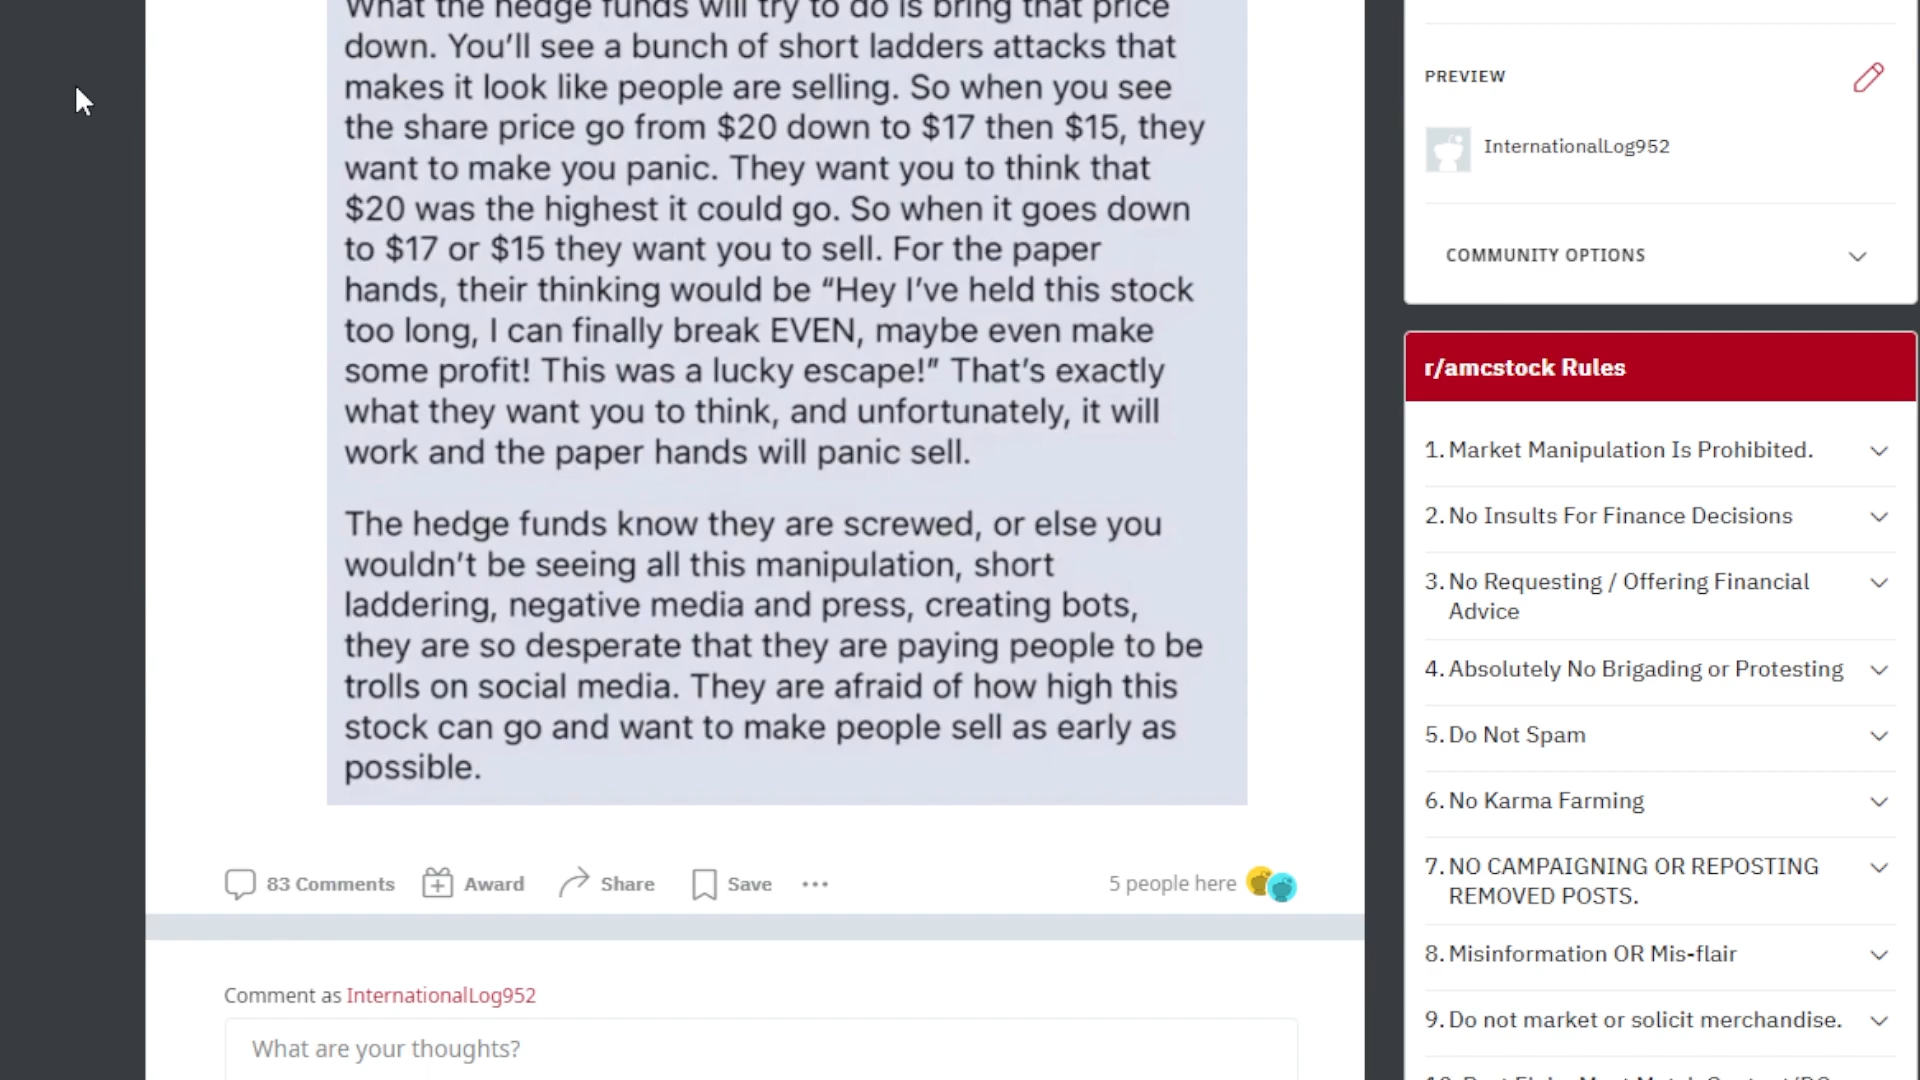 What the hedge funds will try to do is bring that price
down. You’ll see a bunch of short ladders attacks that
makes it look like people are selling. So when you see
the share price go from $20 down to $17 then $15, they
want to make you panic. They want you to think that
$20 was the highest it could go. So when it goes down
to $17 or $15 they want you to sell. For the paper
hands, their thinking would be “Hey I’ve held this stock
too long, I can finally break EVEN, maybe even make
some profit! This was a lucky escape!” That’s exactly
what they want you to think, and unfortunately, it will
work and the paper hands will panic sell.
The hedge funds know they are screwed, or else you
wouldn’t be seeing all this manipulation, short
laddering, negative media and press, creating bots,
they are so desperate that they are paying people to be
trolls on social media. They are afraid of how high this
stock can go and want to make people sell as early as
possible.
83 Comments Award Share Save 5 people here
Comment as InternationalLog952
What are your thoughts?
PREVIEW
InternationalLog952
COMMUNITY OPTIONS
r/amcstock Rules
1. Market Manipulation Is Prohibited.
2. No Insults For Finance Decisions
3. No Requesting / Offering Financial
Advice
4. Absolutely No Brigading or Protesting
5. Do Not Spam
6. No Karma Farming
7. NO CAMPAIGNING OR REPOSTING
REMOVED POSTS.
8. Misinformation OR Mis-flair
9. Do not market or solicit merchandise.